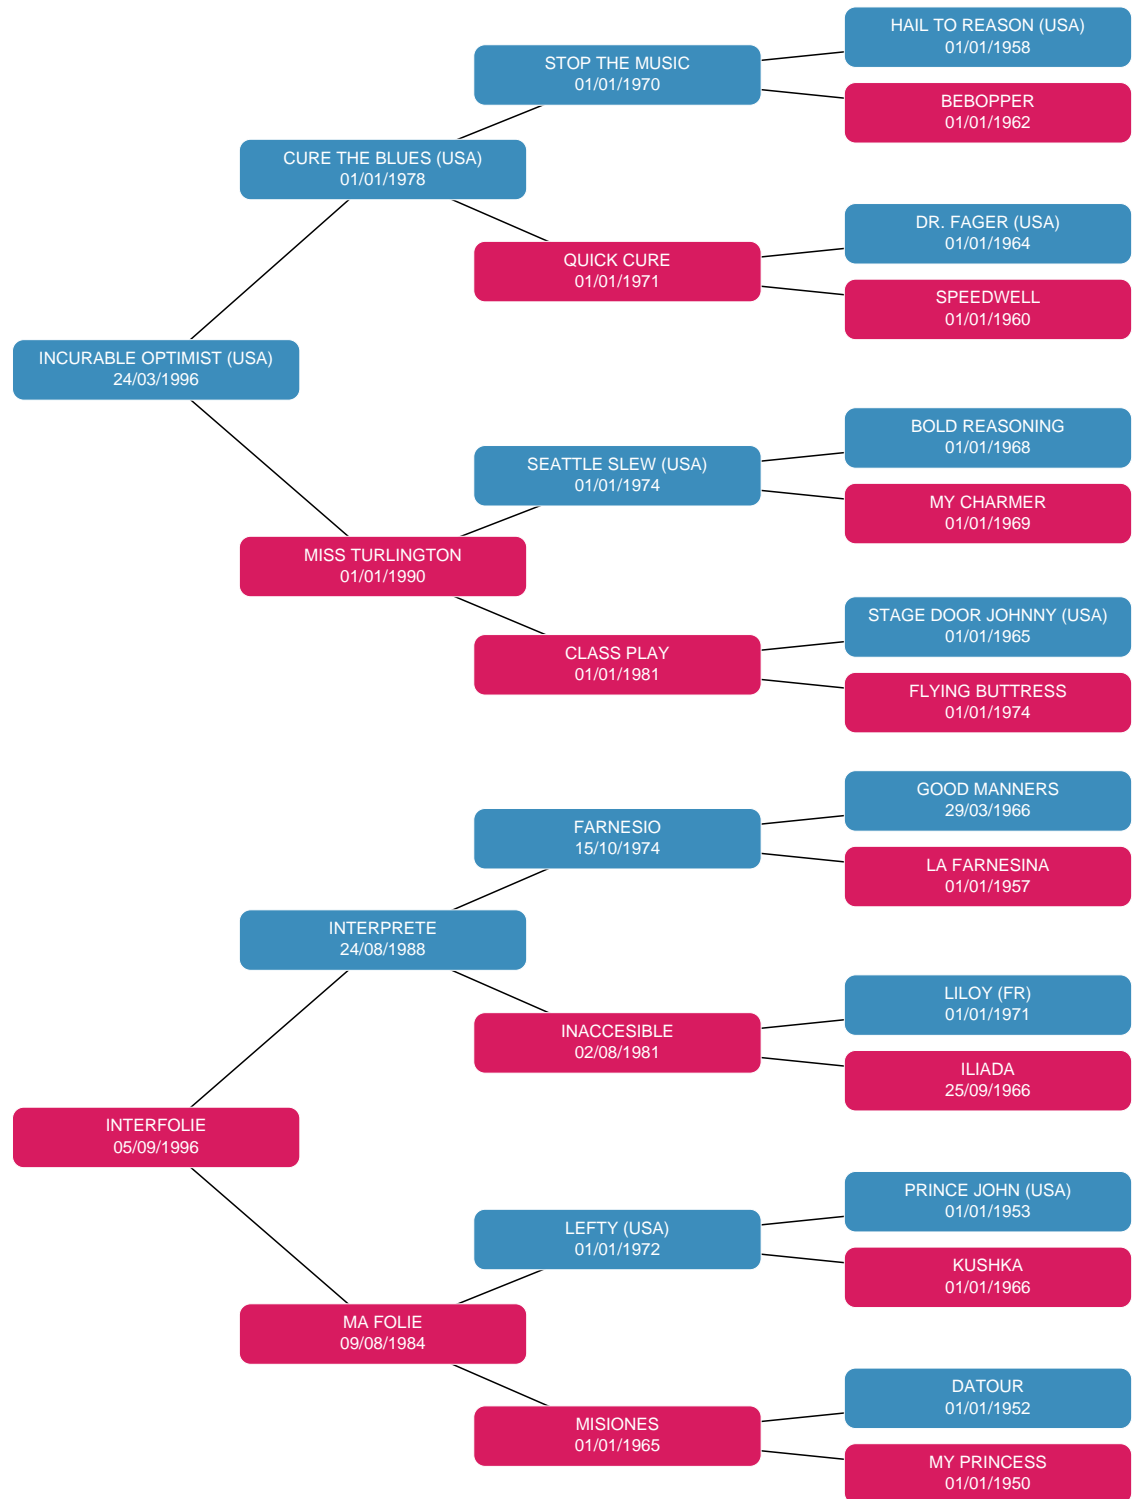 HAIL TO REASON (USA)
01/01/1958
STOP THE MUSIC
01/01/1970
BEBOPPER
01/01/1962
CURE THE BLUES (USA)
01/01/1978
DR. FAGER (USA)
01/01/1964
QUICK CURE
01/01/1971
SPEEDWELL
01/01/1960
INCURABLE OPTIMIST (USA)
24/03/1996
BOLD REASONING
01/01/1968
SEATTLE SLEW (USA)
01/01/1974
MY CHARMER
01/01/1969
MISS TURLINGTON
01/01/1990
STAGE DOOR JOHNNY (USA)
01/01/1965
CLASS PLAY
01/01/1981
FLYING BUTTRESS
01/01/1974
GOOD MANNERS
29/03/1966
FARNESIO
15/10/1974
LA FARNESINA
01/01/1957
INTERPRETE
24/08/1988
LILOY (FR)
01/01/1971
INACCESIBLE
02/08/1981
ILIADA
25/09/1966
INTERFOLIE
05/09/1996
PRINCE JOHN (USA)
01/01/1953
LEFTY (USA)
01/01/1972
KUSHKA
01/01/1966
MA FOLIE
09/08/1984
DATOUR
01/01/1952
MISIONES
01/01/1965
MY PRINCESS
01/01/1950